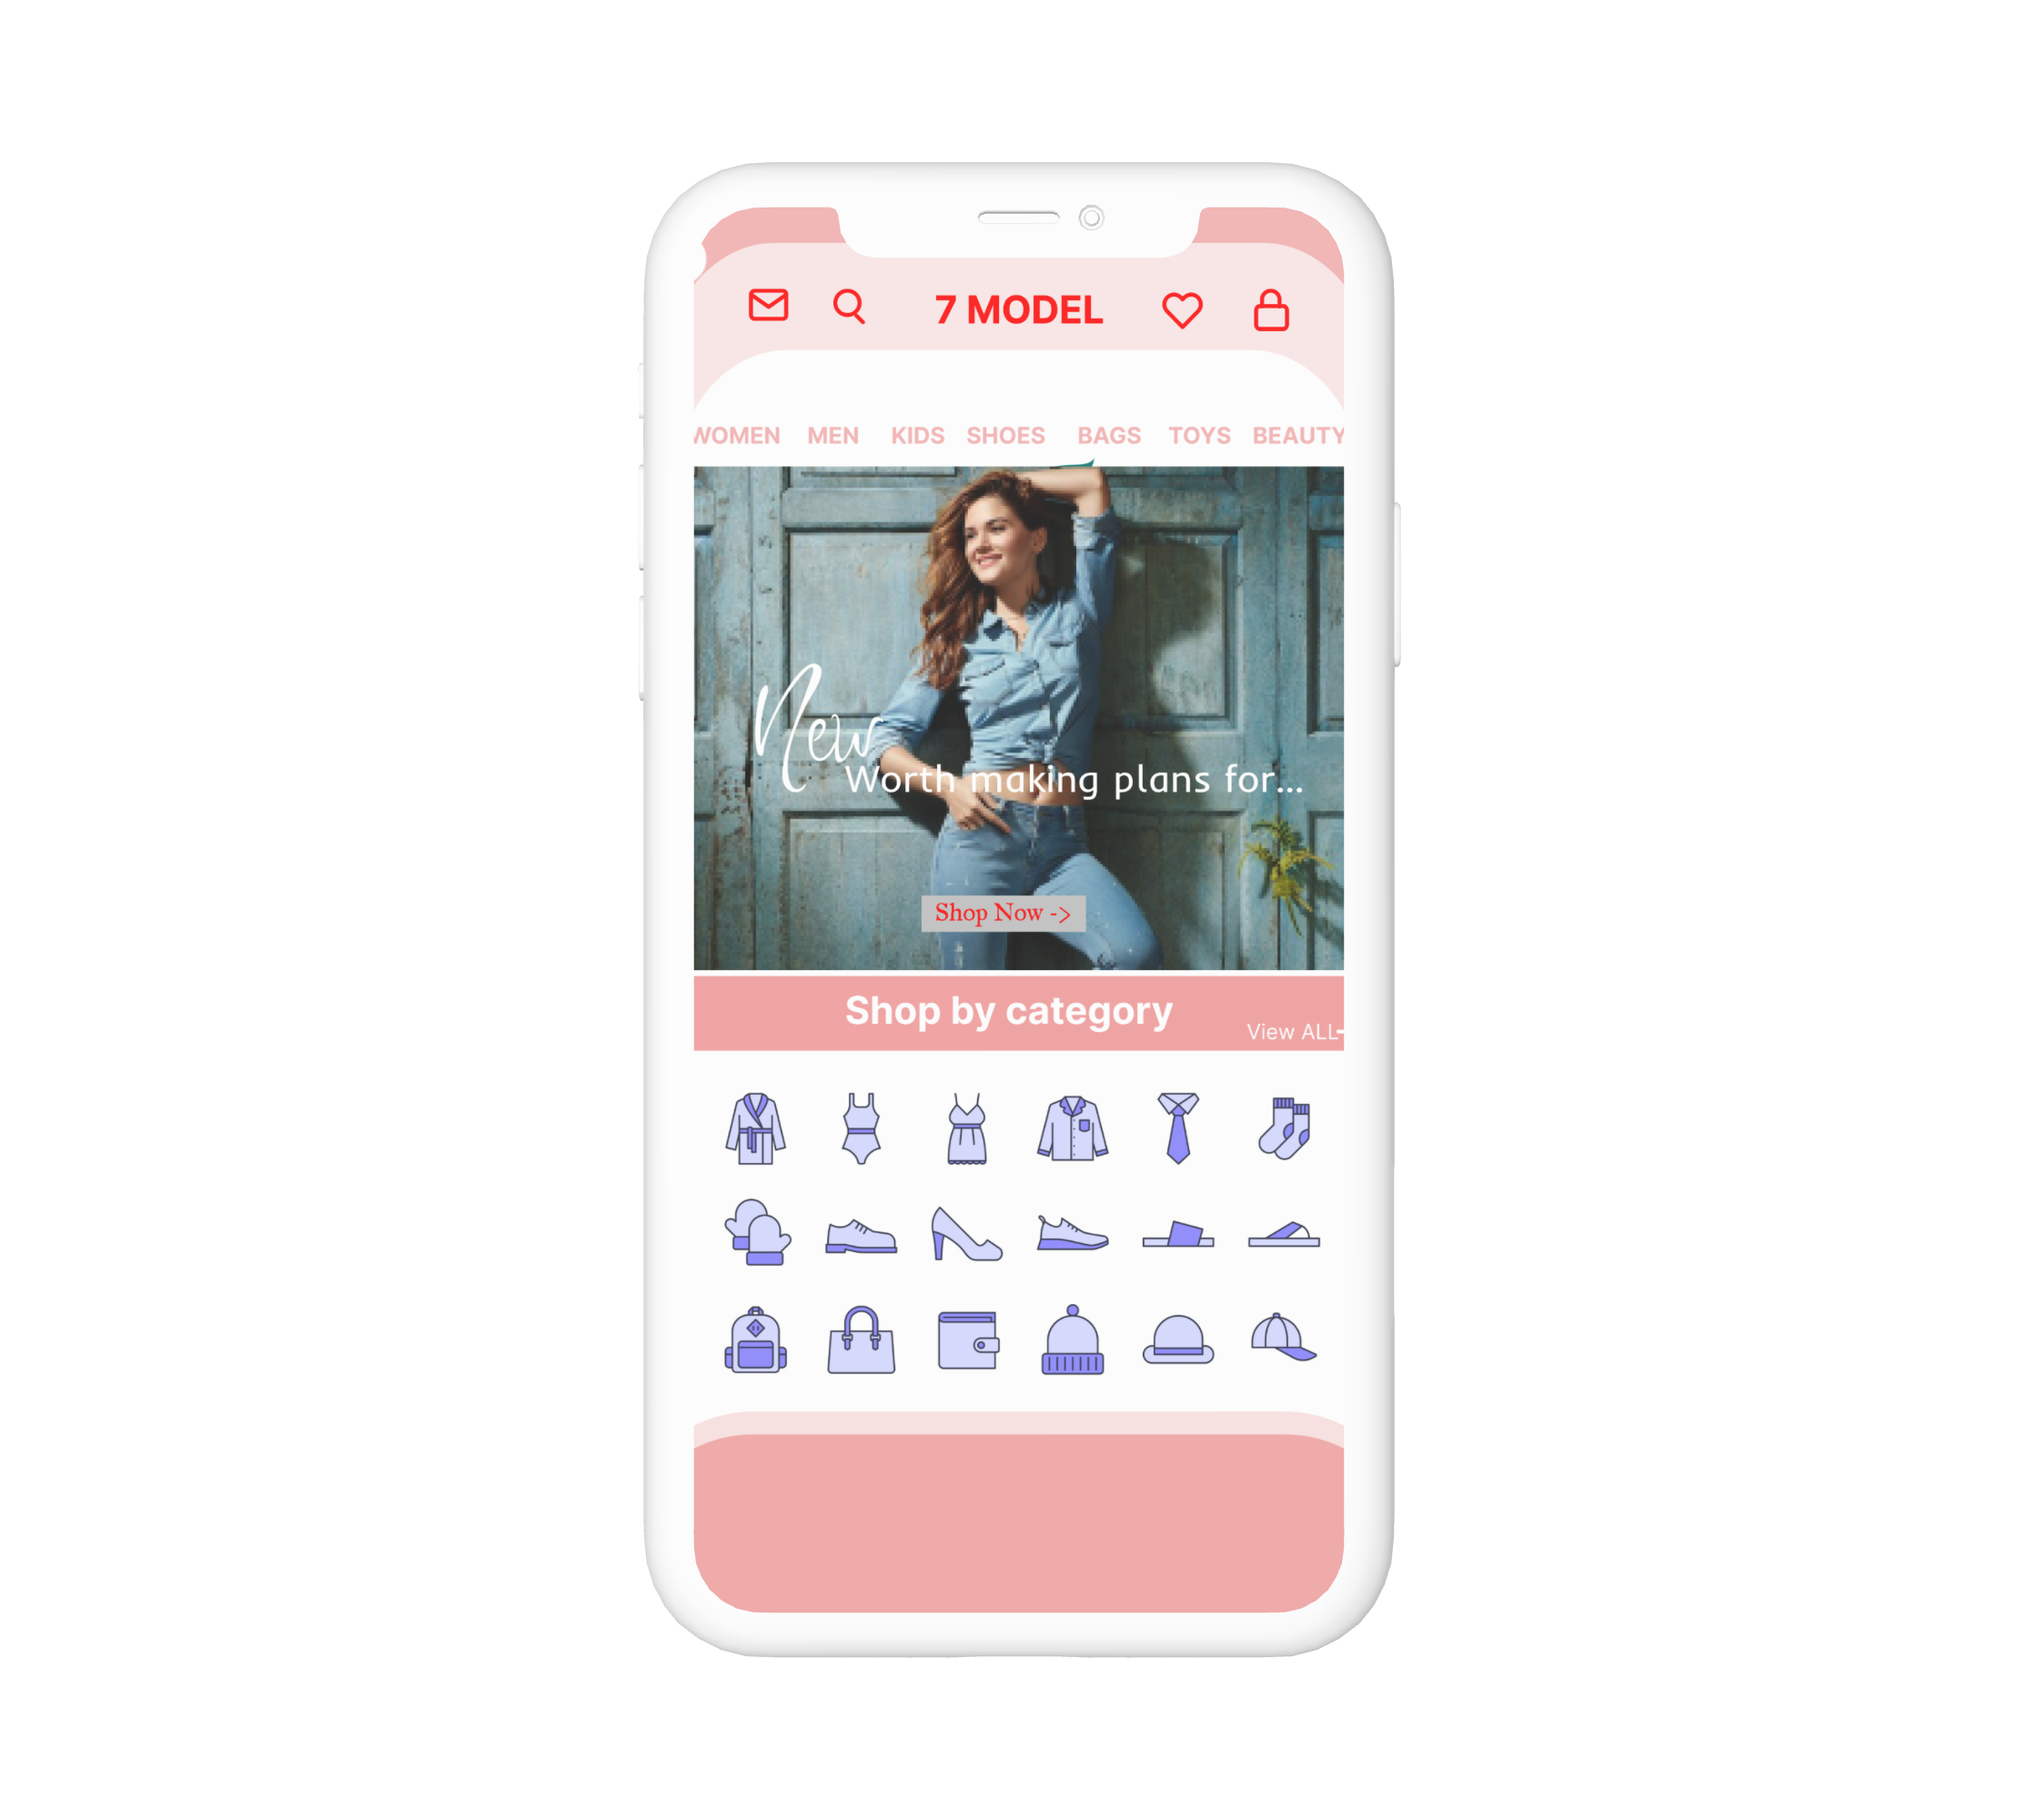 7 MODEL
WOMEN MEN KIDS SHOES BAGS TOYS BEAUTY
New
Worth making plans for...
Shop Now ->
Shop by category
View ALL-